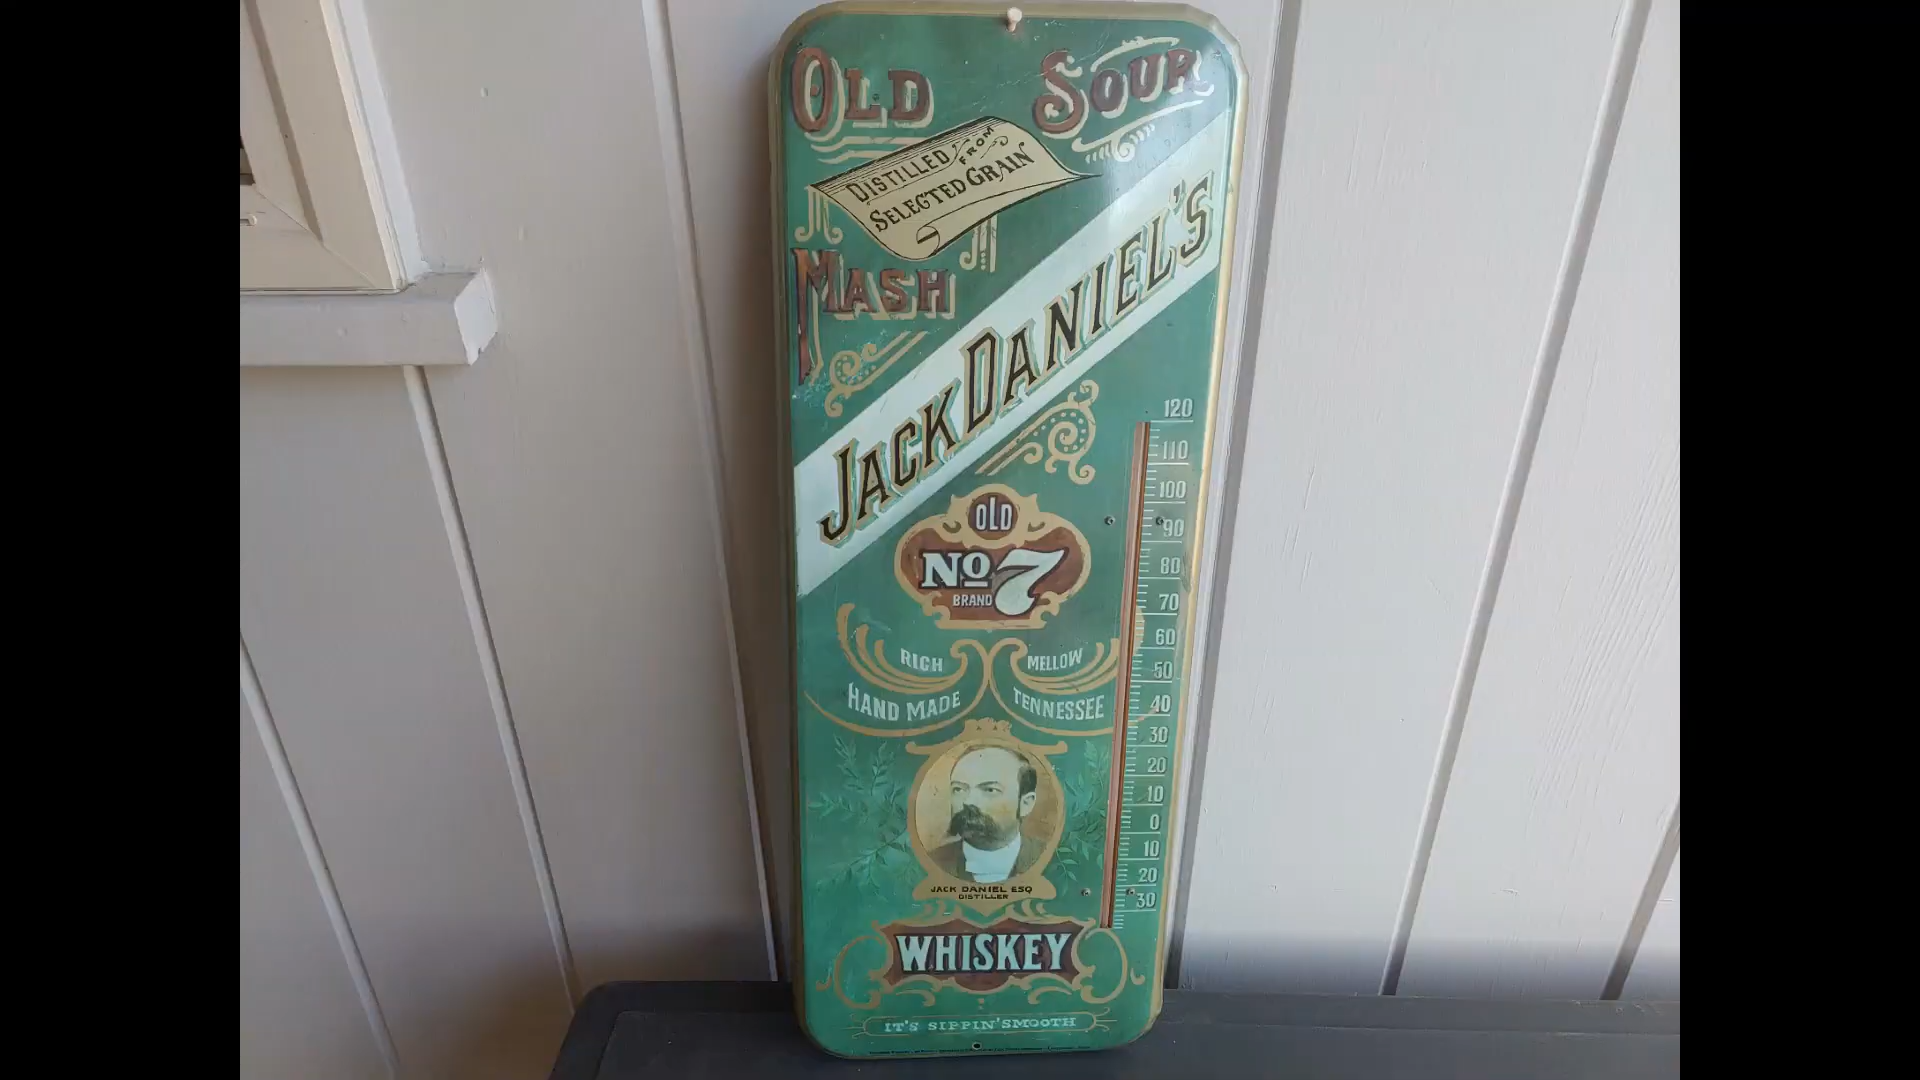 OLD SOUR
DISTILLED FROM
SELECTED GRAIN
MASH
JACK DANIEL'S
OLD
No 7
BRAND
RICH MELLOW
HAND MADE TENNESSEE
JACK DANIEL ESQ
DISTILLER
WHISKEY
IT'S SIPPIN' SMOOTH
120
110
100
90
80
70
60
50
40
30
20
10
0
10
20
30